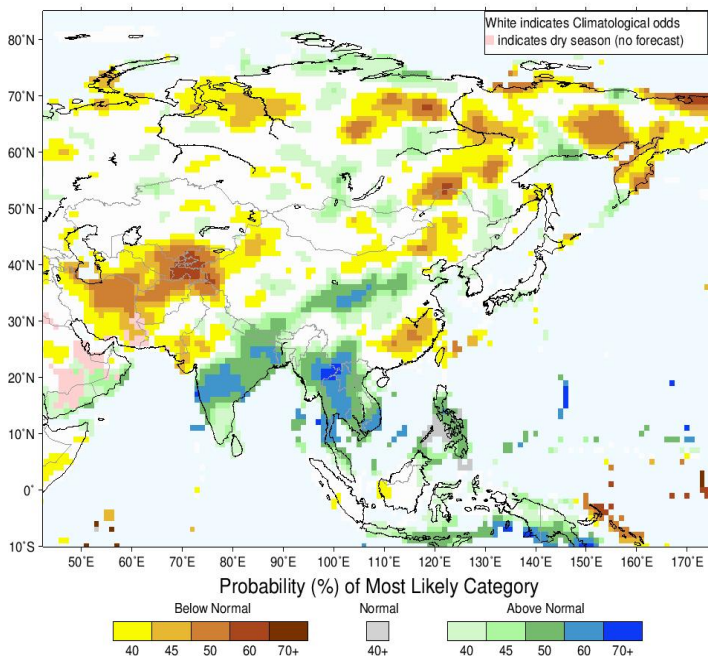 White indicates Climatological odds
indicates dry season (no forecast)
80°N
70°N
60°N
50°N
40°N
30°N
20°N
10°N
0°
10°S
50°E
60°E
70°E
80°E
90°E
100°E
110°E
120°E
130°E
140°E
150°E
160°E
170°E
Probability (%) of Most Likely Category
Below Normal
Normal
Above Normal
40 45 50 60 70+
40+
40 45 50 60 70+